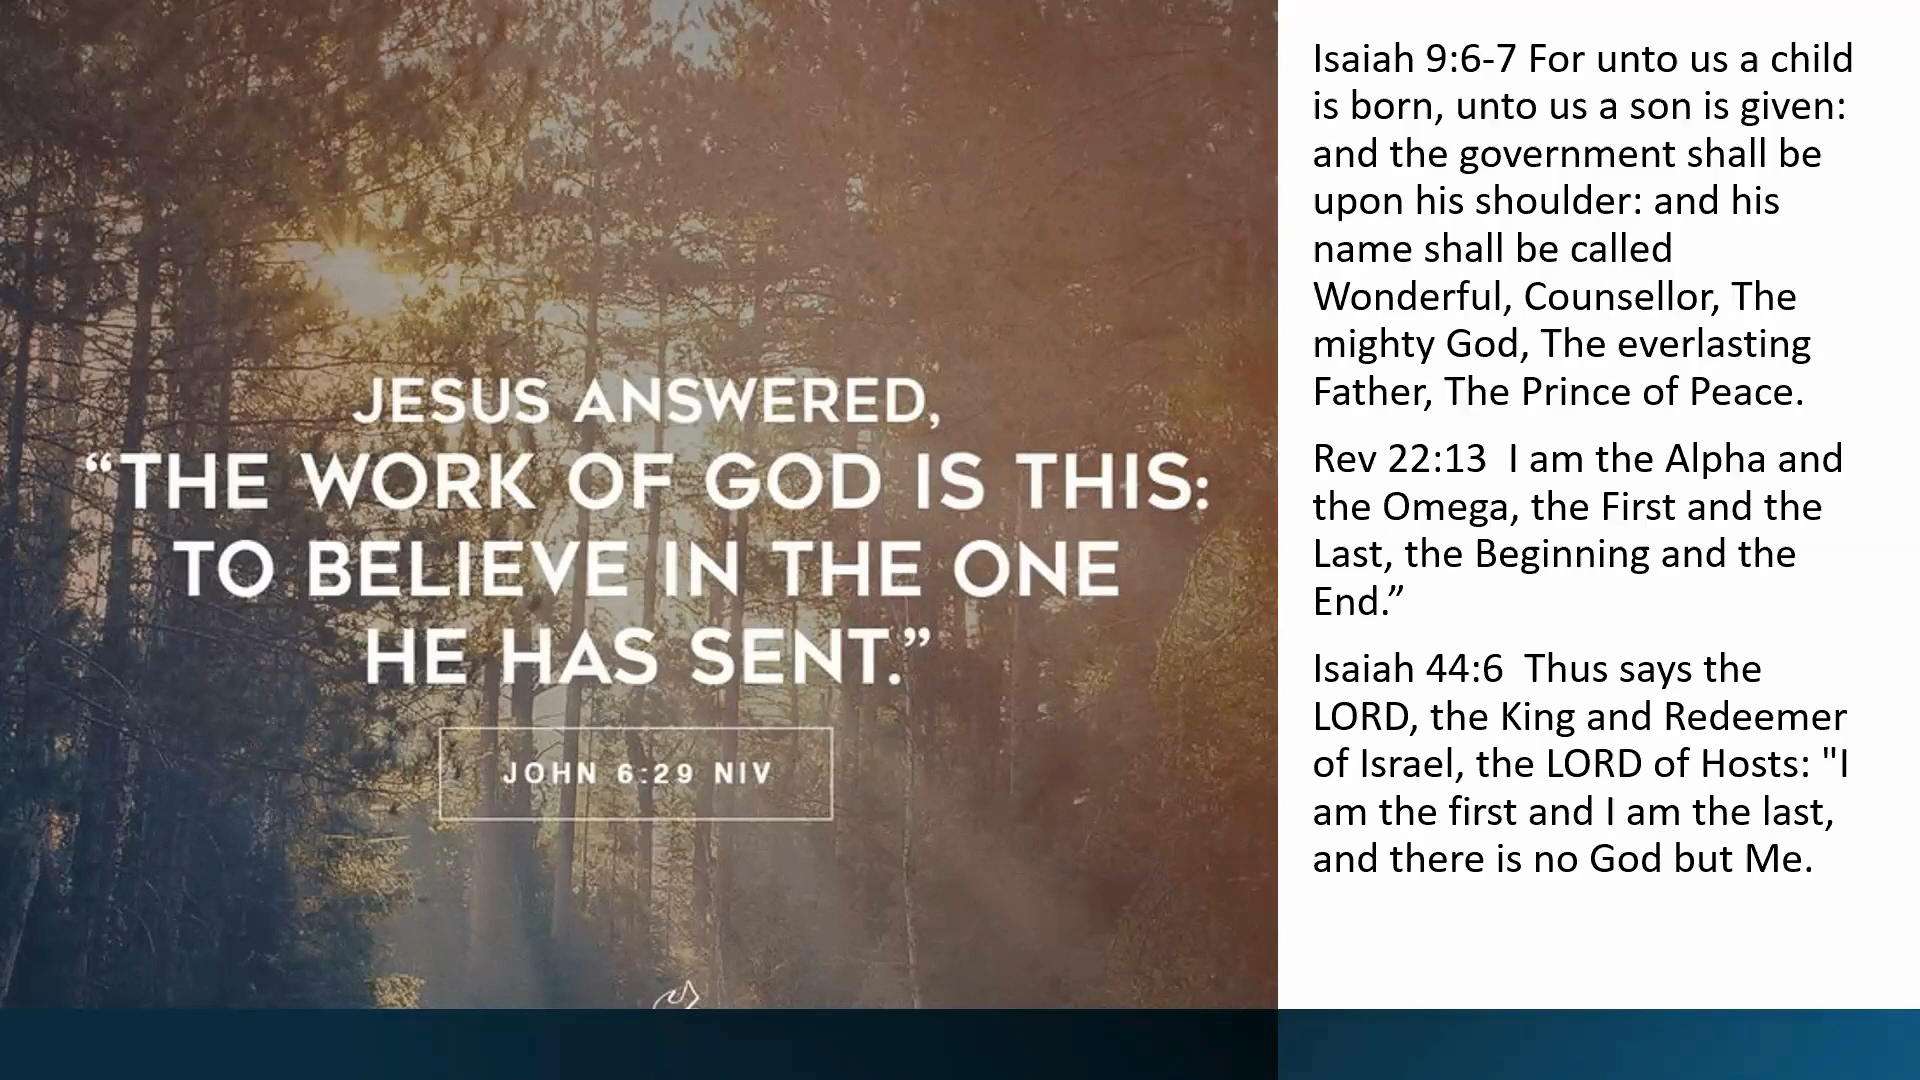 JESUS ANSWERED,
“THE WORK OF GOD IS THIS:
TO BELIEVE IN THE ONE
HE HAS SENT.”
JOHN 6:29 NIV
Isaiah 9:6-7 For unto us a child
is born, unto us a son is given:
and the government shall be
upon his shoulder: and his
name shall be called
Wonderful, Counsellor, The
mighty God, The everlasting
Father, The Prince of Peace.
Rev 22:13  I am the Alpha and
the Omega, the First and the
Last, the Beginning and the
End.”
Isaiah 44:6  Thus says the
LORD, the King and Redeemer
of Israel, the LORD of Hosts: "I
am the first and I am the last,
and there is no God but Me.